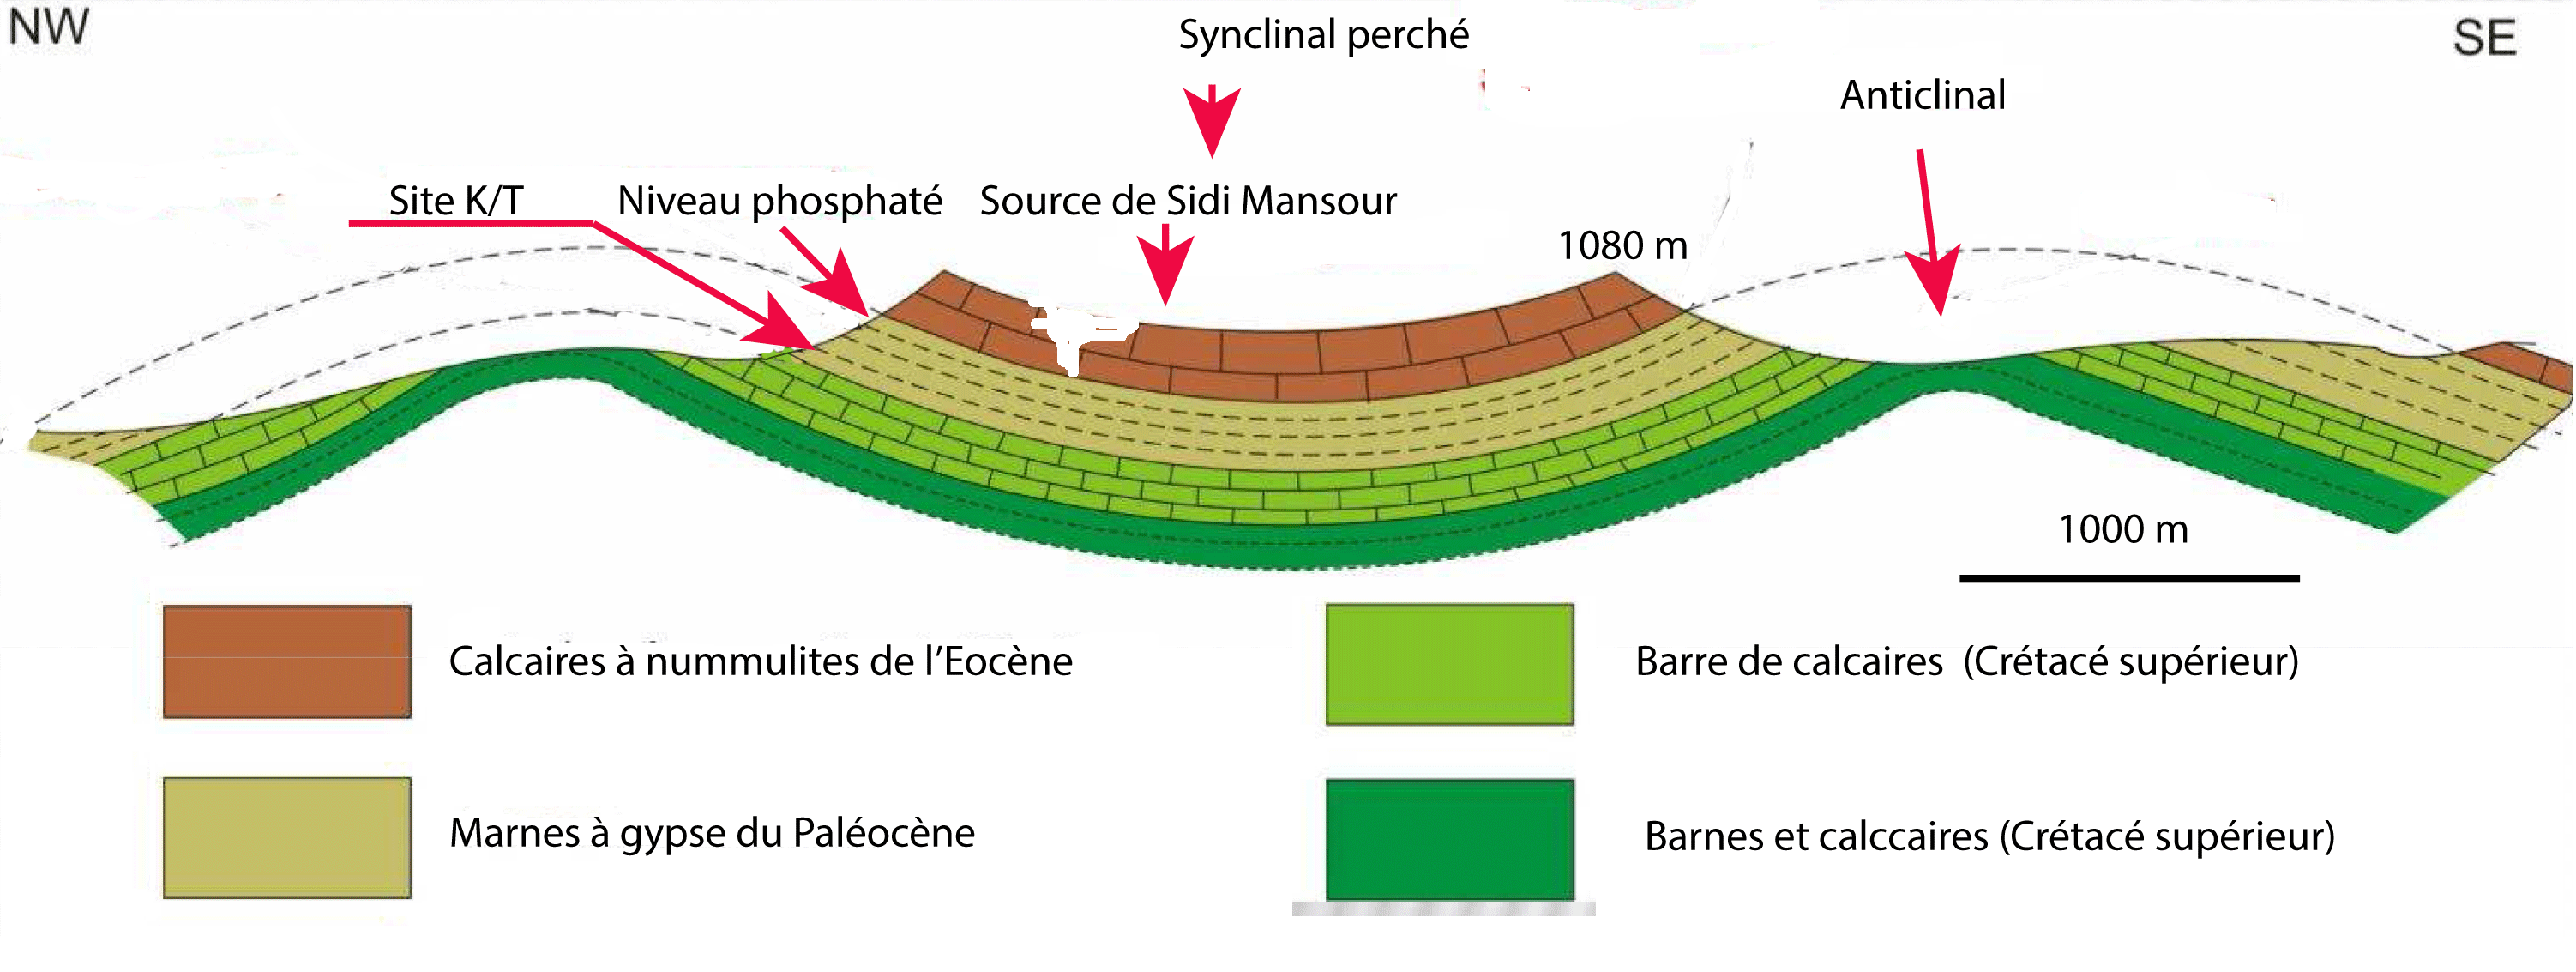 NW
Synclinal perché
SE
Anticlinal
Site K/T
Niveau phosphaté
Source de Sidi Mansour
1080 m
1000 m
Calcaires à nummulites de l'Eocène
Barre de calcaires (Crétacé supérieur)
Marnes à gypse du Paléocène
Barnes et calccaires (Crétacé supérieur)